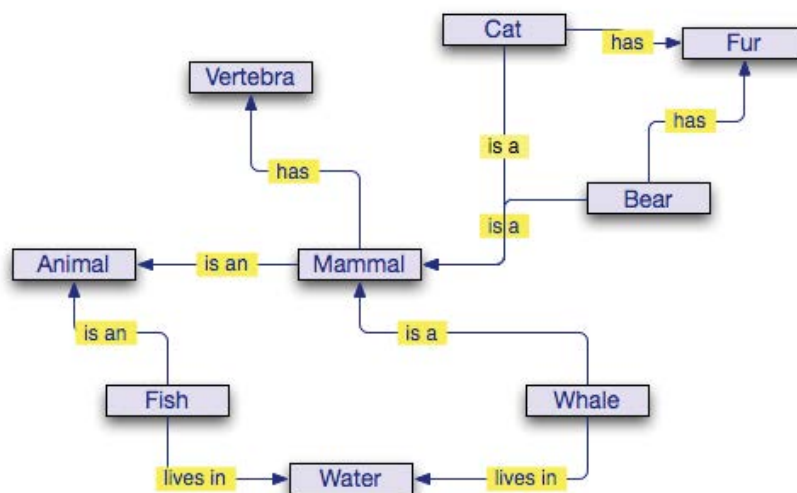 Cat
has
Fur
Vertebra
has
is a
has
Bear
is a
Animal
is an
Mammal
is an
is a
Fish
Whale
lives in
Water
lives in